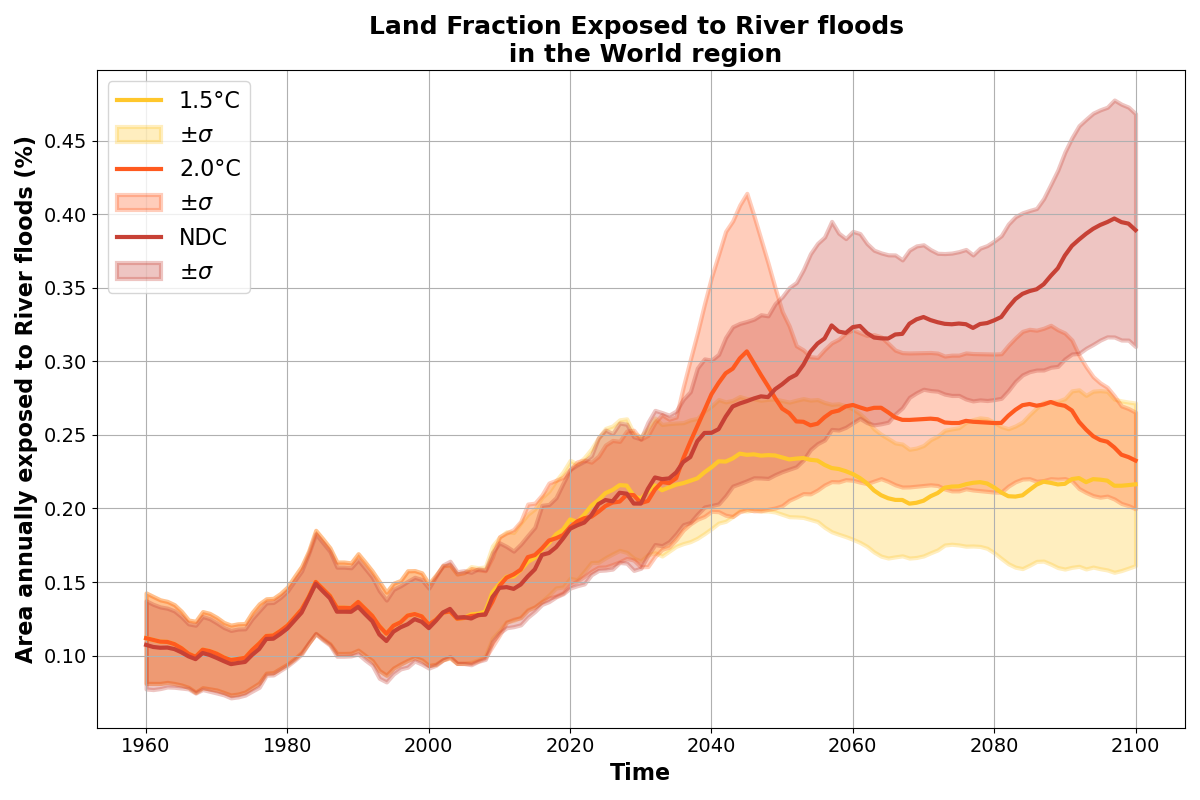 Land Fraction Exposed to River floods
in the World region
Area annually exposed to River floods (%)
0.45
0.40
0.35
0.30
0.25
0.20
0.15
0.10
1.5°C
±σ
2.0°C
±σ
NDC
±σ
1960
1980
2000
2020
2040
2060
2080
2100
Time